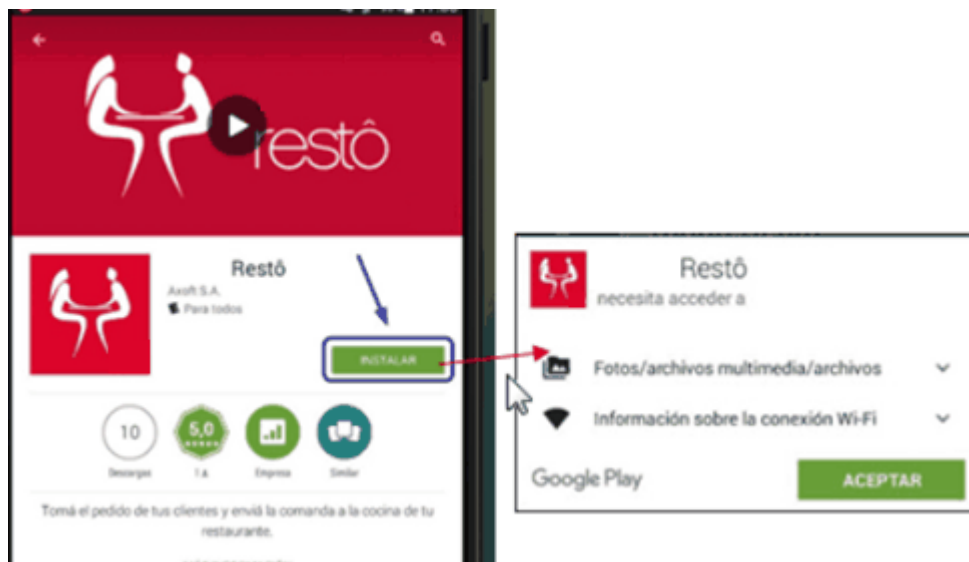 restô
Restô
Axoft S.A.
Para todos
INSTALAR
10
5,0
Descargas
Empresa
Similar
Tomá el pedido de tus clientes y enviá la comanda a la cocina de tu
restaurante.
Restô
necesita acceder a
Fotos/archivos multimedia/archivos
Información sobre la conexión Wi-Fi
Google Play
ACEPTAR